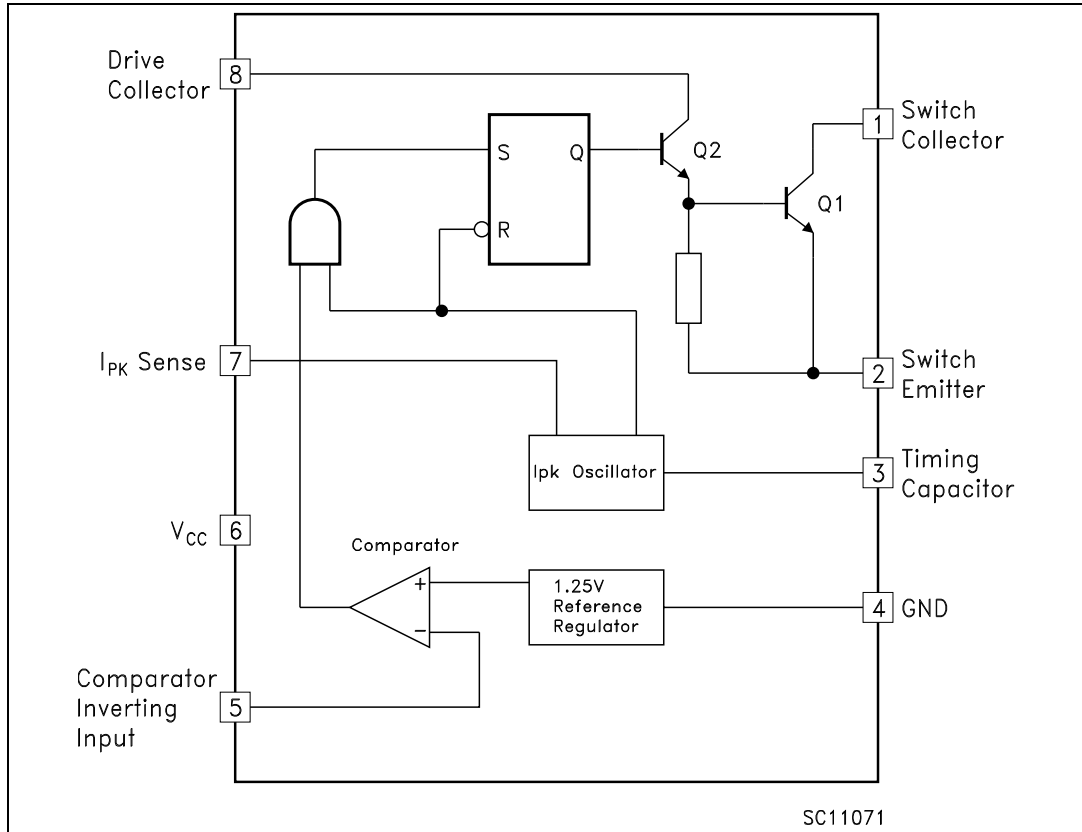 Drive
Collector
8
Switch
Collector
1
S
Q
Q2
Q1
R
IPK Sense
7
Switch
Emitter
2
Ipk Oscillator
Timing
Capacitor
3
VCC
6
Comparator
+
−
1.25V
Reference
Regulator
4
GND
Comparator
Inverting
Input
5
SC11071